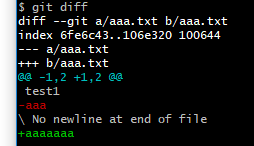 $ git diff
diff --git a/aaa.txt b/aaa.txt
index 6fe6c43..106e320 100644
--- a/aaa.txt
+++ b/aaa.txt
@@ -1,2 +1,2 @@
 test1
-aaa
\ No newline at end of file
+aaaaaaa